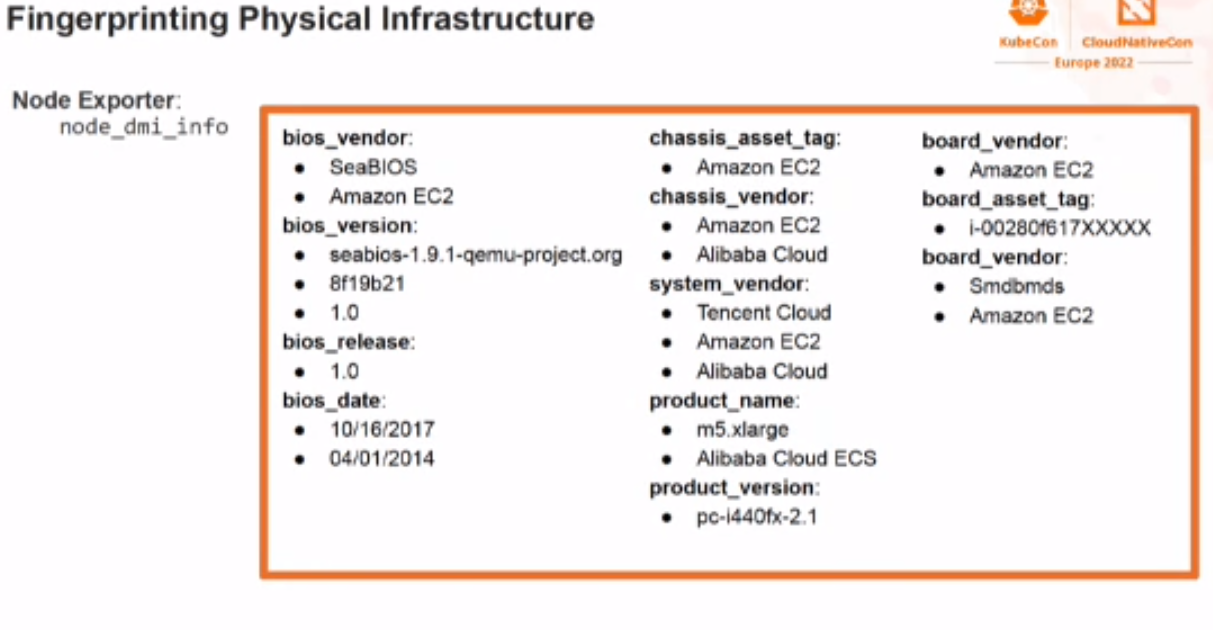 Fingerprinting Physical Infrastructure
KubeCon
CloudNativeCon
Europe 2022
Node Exporter:
node_dmi_info
bios_vendor:
• SeaBIOS
• Amazon EC2
bios_version:
• seabios-1.9.1-qemu-project.org
• 8f19b21
• 1.0
bios_release:
• 1.0
bios_date:
• 10/16/2017
• 04/01/2014
chassis_asset_tag:
• Amazon EC2
chassis_vendor:
• Amazon EC2
• Alibaba Cloud
system_vendor:
• Tencent Cloud
• Amazon EC2
• Alibaba Cloud
product_name:
• m5.xlarge
• Alibaba Cloud ECS
product_version:
• pc-i440fx-2.1
board_vendor:
• Amazon EC2
board_asset_tag:
• i-00280f617XXXXX
board_vendor:
• Smdbmds
• Amazon EC2